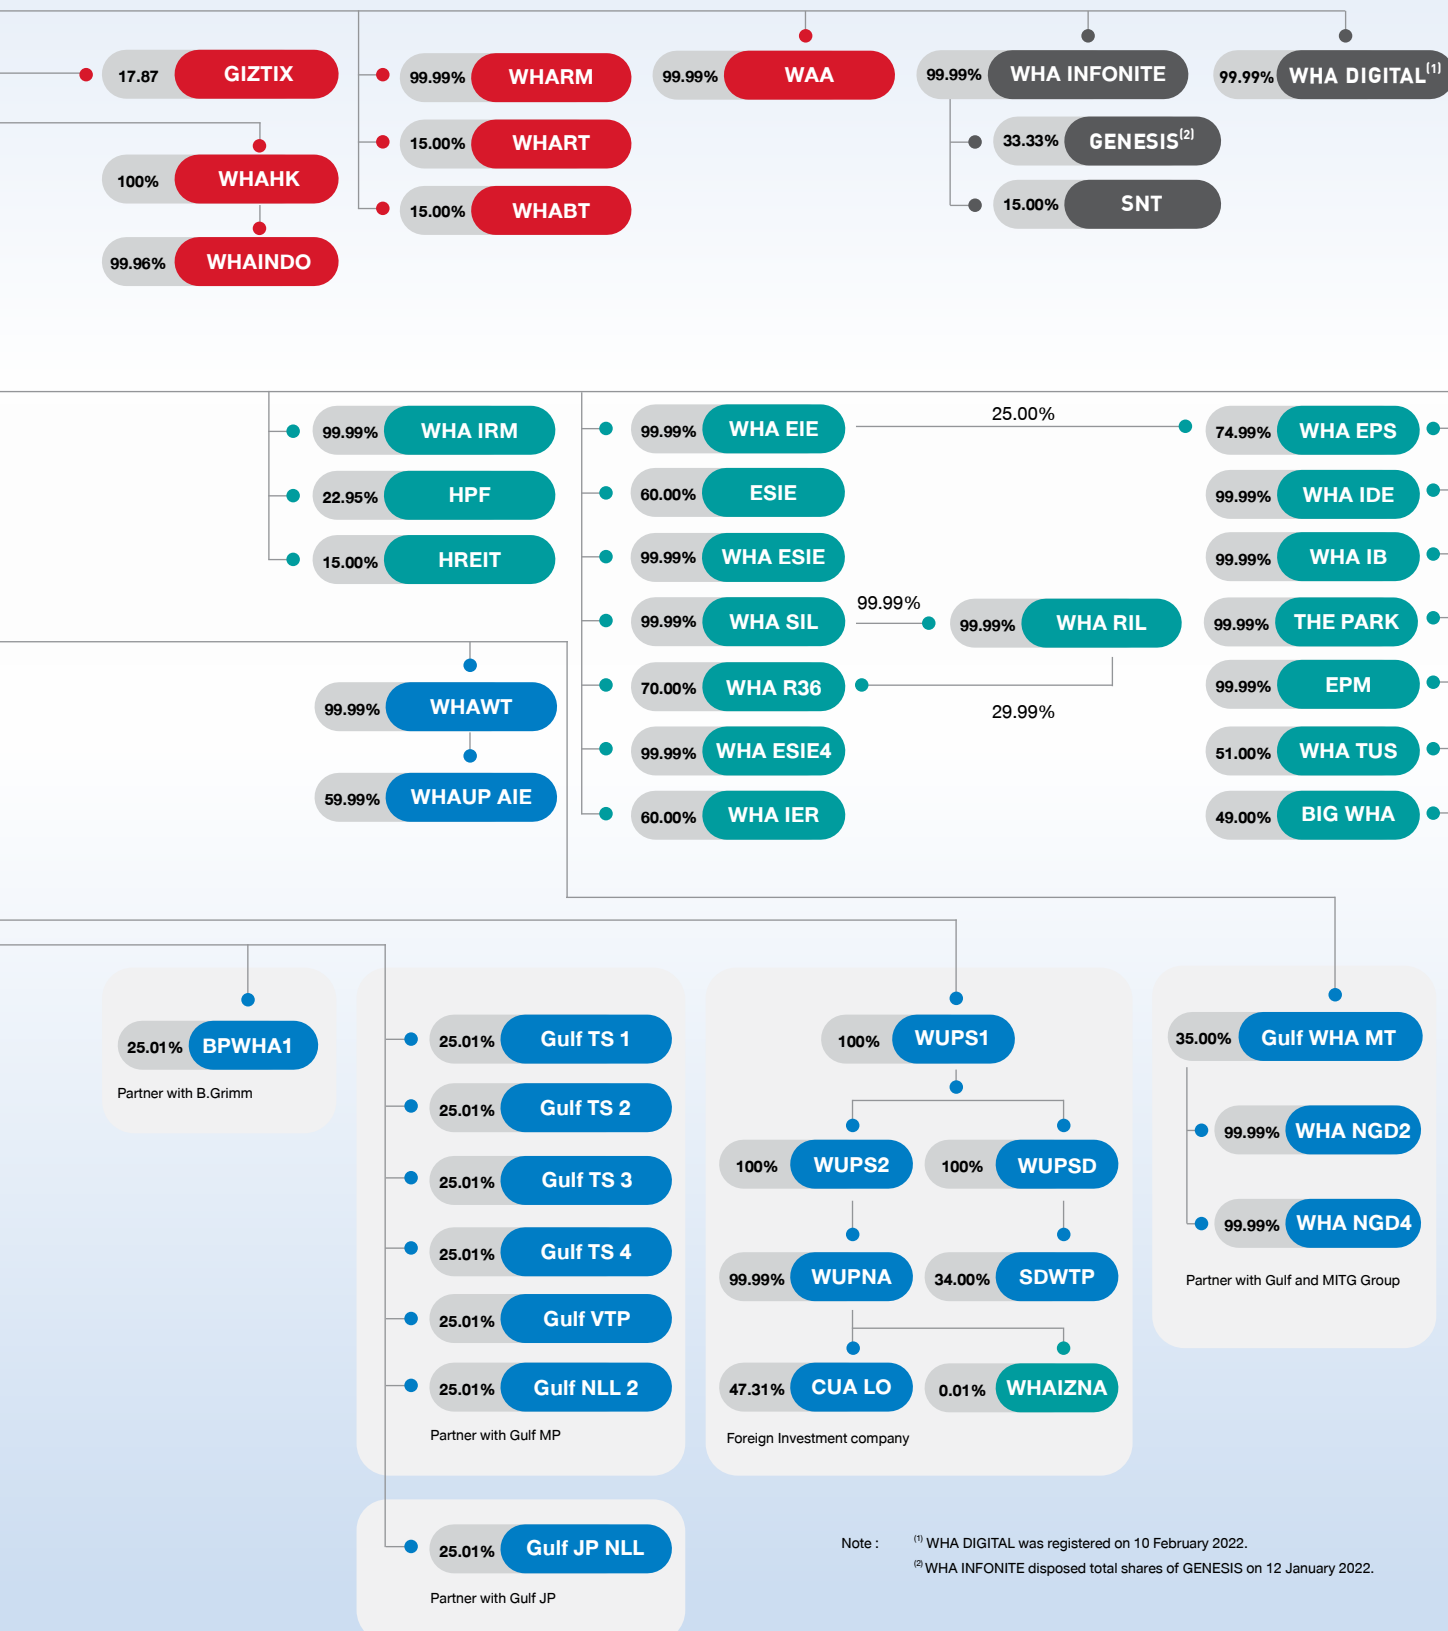 17.87 GIZTIX
99.99% WHARM
99.99% WAA
99.99% WHA INFONITE
99.99% WHA DIGITAL(1)
15.00% WHART
33.33% GENESIS(2)
100% WHAHK
15.00% WHABT
15.00% SNT
99.96% WHAINDO
99.99% WHA IRM
22.95% HPF
15.00% HREIT
99.99% WHA EIE
25.00%
60.00% ESIE
99.99% WHA ESIE
99.99% WHA SIL
99.99%
99.99% WHA RIL
70.00% WHA R36
29.99%
99.99% WHA ESIE4
60.00% WHA IER
74.99% WHA EPS
99.99% WHA IDE
99.99% WHA IB
99.99% THE PARK
99.99% EPM
51.00% WHA TUS
49.00% BIG WHA
99.99% WHAWT
59.99% WHAUP AIE
25.01% BPWHA1
Partner with B.Grimm
25.01% Gulf TS 1
25.01% Gulf TS 2
25.01% Gulf TS 3
25.01% Gulf TS 4
25.01% Gulf VTP
25.01% Gulf NLL 2
Partner with Gulf MP
25.01% Gulf JP NLL
Partner with Gulf JP
100% WUPS1
100% WUPS2
100% WUPSD
99.99% WUPNA
34.00% SDWTP
47.31% CUA LO
0.01% WHAIZNA
Foreign Investment company
35.00% Gulf WHA MT
99.99% WHA NGD2
99.99% WHA NGD4
Partner with Gulf and MITG Group
Note : (1) WHA DIGITAL was registered on 10 February 2022.
(2) WHA INFONITE disposed total shares of GENESIS on 12 January 2022.